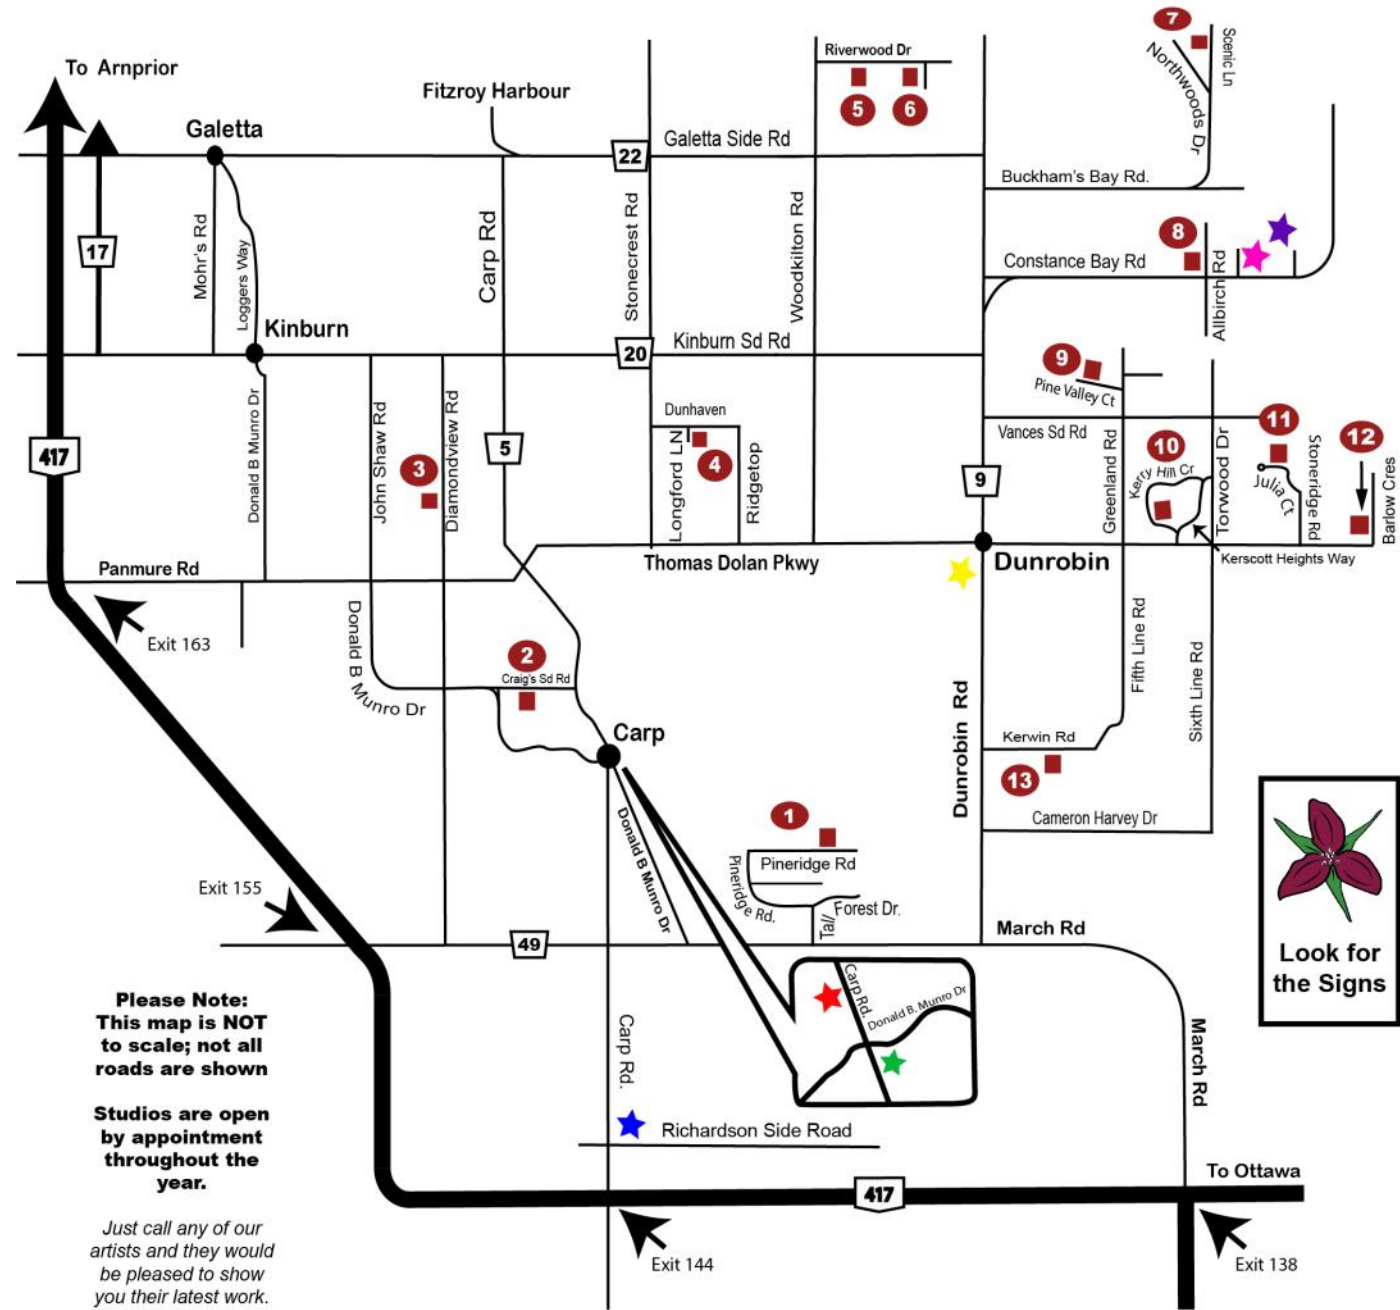 To Arnprior
Galetta
Fitzroy Harbour
Riverwood Dr
5
6
7
Northwoods Dr
Scenic Ln
22
Galetta Side Rd
Buckham's Bay Rd.
17
Mohr's Rd
Loggers Way
Carp Rd
Stonecrest Rd
Woodkilton Rd
8
Constance Bay Rd
Allbirch Rd
Kinburn
20
Kinburn Sd Rd
9
Pine Valley Ct
417
Donald B Munro Dr
John Shaw Rd
3
Diamondview Rd
5
Dunhaven
Longford LN
4
Ridgetop
9
Vances Sd Rd
Greenland Rd
10
Kerry Hill Cr
Torwood Dr
11
Julia Ct
Stoneridge Rd
12
Barlow Cres
Panmure Rd
Thomas Dolan Pkwy
Dunrobin
Kerscott Heights Way
Exit 163
Donald B Munro Dr
2
Craig's Sd Rd
Carp
Dunrobin Rd
Fifth Line Rd
Sixth Line Rd
Kerwin Rd
13
Cameron Harvey Dr
Donald B Munro Dr
1
Pineridge Rd
Pineridge Rd.
Tall Forest Dr.
Exit 155
49
March Rd
Look for
the Signs
Carp Rd.
Donald B. Munro Dr
Please Note:
This map is NOT
to scale; not all
roads are shown
Studios are open
by appointment
throughout the
year.
Just call any of our
artists and they would
be pleased to show
you their latest work.
Carp Rd.
March Rd
Richardson Side Road
To Ottawa
417
Exit 144
Exit 138